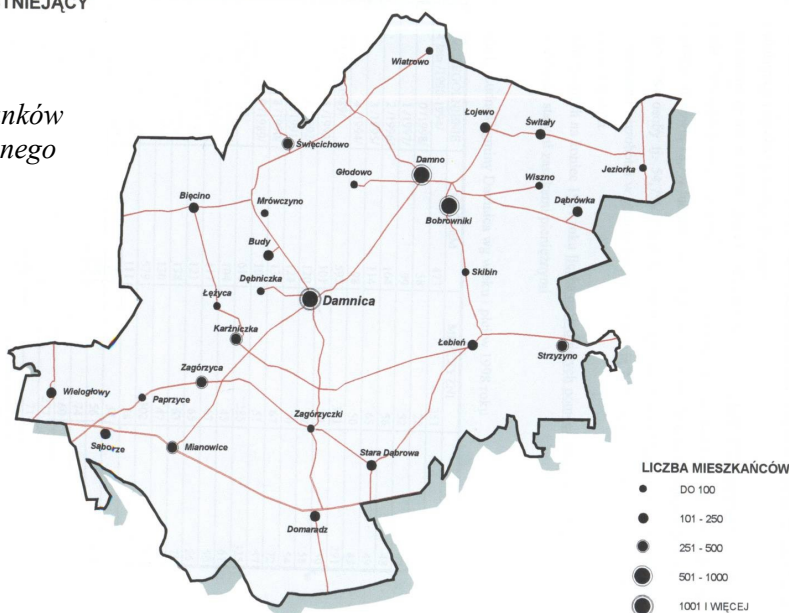 TNIEJĄCY
nków
nego
Wiatrowo
Łojewo
Świtały
Święcichowo
Damno
Głodowo
Wiszno
Jeziorka
Bięcino
Mrówczyno
Dąbrówka
Bobrowniki
Budy
Skibin
Dębniczka
Łężyca
Damnica
Karźniczka
Łebień
Strzyżyno
Zagórzyca
Wielogłowy
Paprzyce
Zagórzyczki
Sąborze
Mianowice
Stara Dąbrowa
Domaradz
LICZBA MIESZKAŃCÓW
DO 100
101 - 250
251 - 500
501 - 1000
1001 I WIĘCEJ